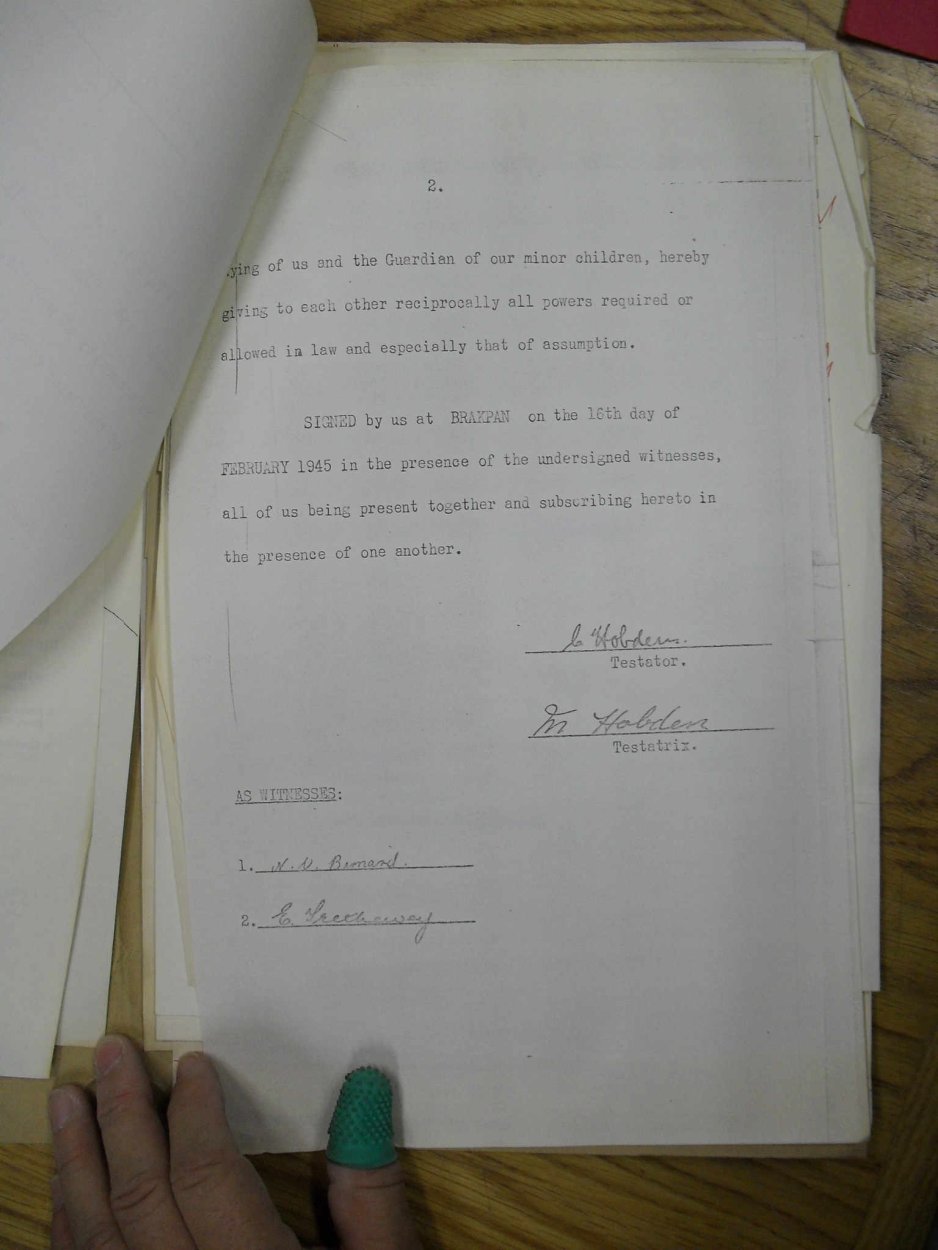 2.
ying of us and the Guardian of our minor children, hereby
giving to each other reciprocally all powers required or
allowed in law and especially that of assumption.
SIGNED by us at BRAKPAN on the 16th day of
FEBRUARY 1945 in the presence of the undersigned witnesses,
all of us being present together and subscribing hereto in
the presence of one another.
C Hobden.
Testator.
M Hobden
Testatrix.
AS WITNESSES:
1.
2. E.